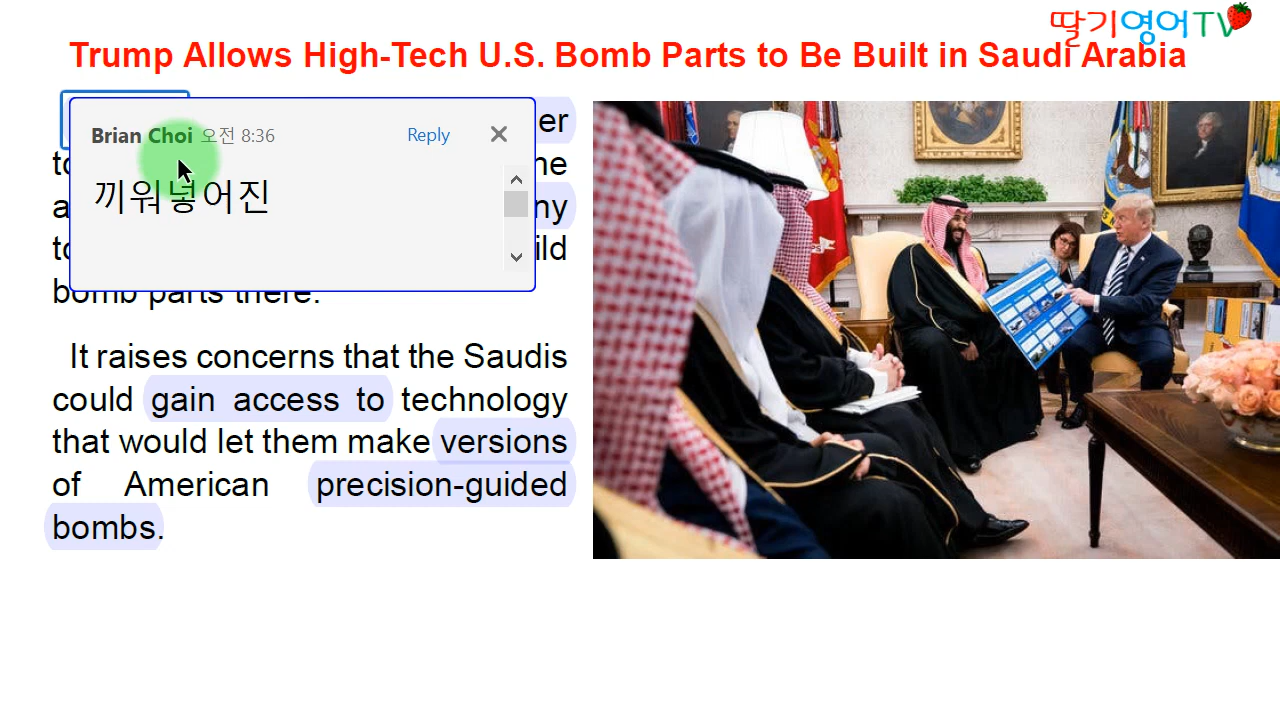 딸기영어TV
Trump Allows High-Tech U.S. Bomb Parts to Be Built in Saudi Arabia
Brian Choi 오전 8:36 Reply
끼워넣어진
er
ne
ny
ild
bomb parts there.
It raises concerns that the Saudis
could gain access to technology
that would let them make versions
of American precision-guided
bombs.